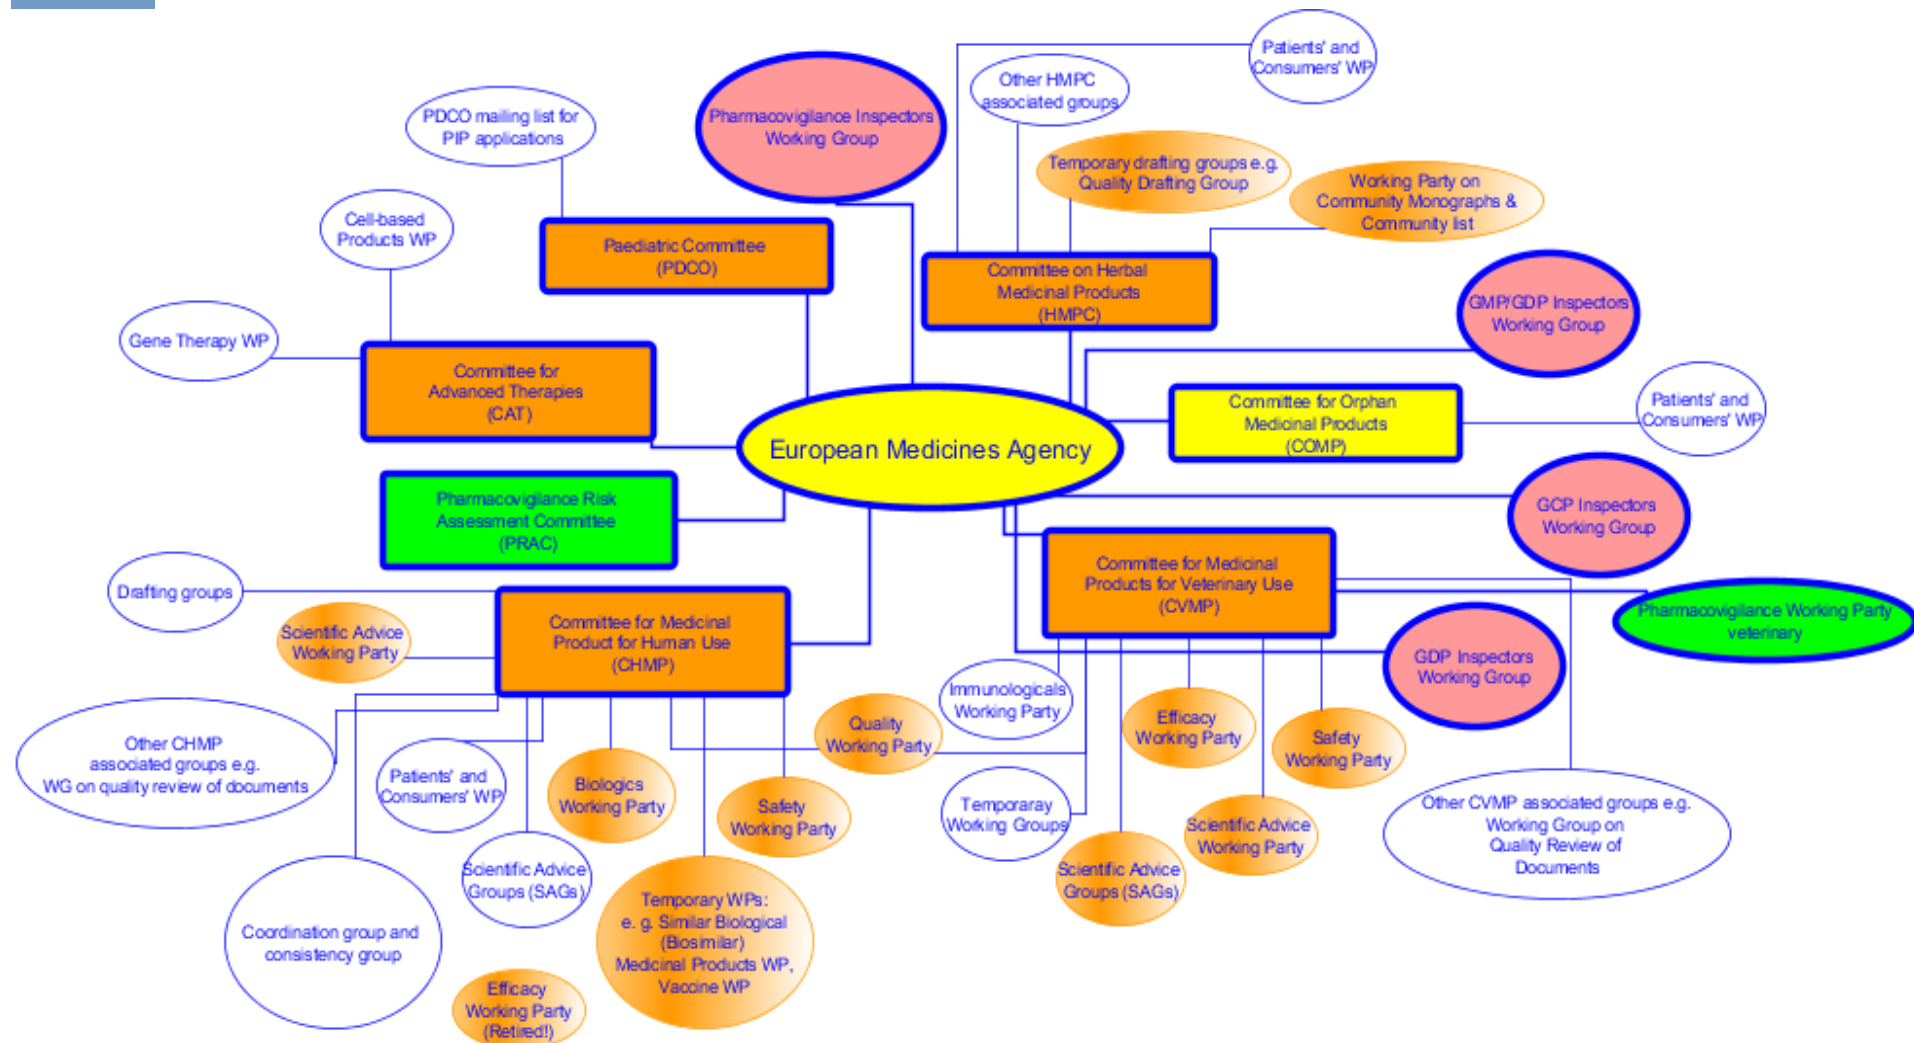 Patients' and
Consumers' WP
Other HMPC
associated groups
PDCO mailing list for
PIP applications
Pharmacovigilance Inspectors
Working Group
Temporary drafting groups e.g.
Quality Drafting Group
Working Party on
Community Monographs &
Community list
Cell-based
Products WP
Paediatric Committee
(PDCO)
Committee on Herbal
Medicinal Products
(HMPC)
GMP/GDP Inspectors
Working Group
Gene Therapy WP
Committee for
Advanced Therapies
(CAT)
Committee for Orphan
Medicinal Products
(COMP)
Patients' and
Consumers' WP
European Medicines Agency
Pharmacovigilance Risk
Assessment Committee
(PRAC)
GCP Inspectors
Working Group
Committee for Medicinal
Products for Veterinary Use
(CVMP)
Drafting groups
Scientific Advice
Working Party
Committee for Medicinal
Product for Human Use
(CHMP)
Pharmacovigilance Working Party
veterinary
GDP Inspectors
Working Group
Immunologicals
Working Party
Quality
Working Party
Efficacy
Working Party
Safety
Working Party
Other CHMP
associated groups e.g.
WG on quality review of documents
Patients' and
Consumers' WP
Biologics
Working Party
Safety
Working Party
Temporaray
Working Groups
Scientific Advice
Working Party
Other CVMP associated groups e.g.
Working Group on
Quality Review of
Documents
Scientific Advice
Groups (SAGs)
Scientific Advice
Groups (SAGs)
Coordination group and
consistency group
Temporary WPs:
e. g. Similar Biological
(Biosimilar)
Medicinal Products WP,
Vaccine WP
Efficacy
Working Party
(Retired!)